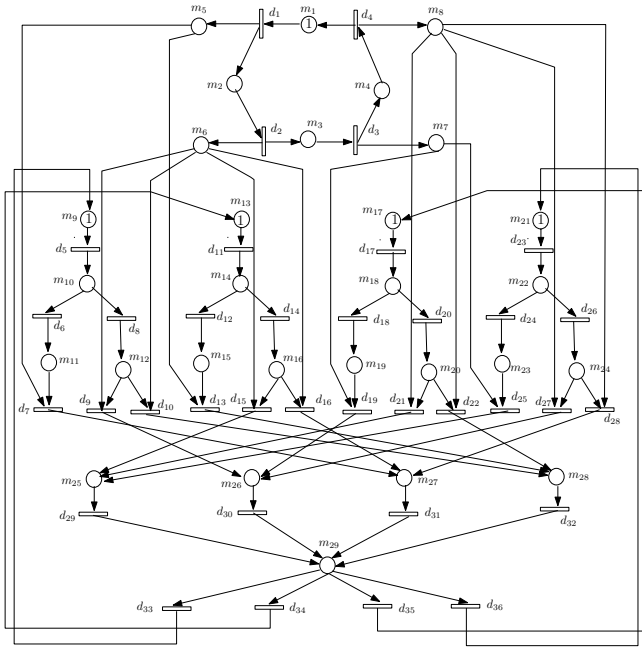 m5 d1 m1 d4 m8
1
m2 m4
m6 d2 m3 d3 m7
m9 m13 m17 m21
1 1 1 1
d5 d11 d17 d23
m10 m14 m18 m22
d6 d8 d12 d14 d18 d20 d24 d26
m11 m12 m15 m16 m19 m20 m23 m24
d7 d9 d10 d13 d15 d16 d19 d21 d22 d25 d27 d28
m25 m26 m27 m28
d29 d30 d31 d32
m29
d33 d34 d35 d36